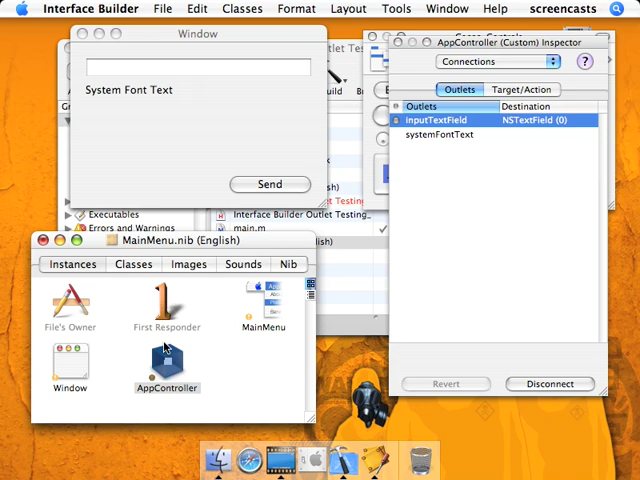 Interface Builder File Edit Classes Format Layout Tools Window Help screencasts
Window
System Font Text
Send
AppController (Custom) Inspector
Connections
?
Outlets Target/Action
Outlets Destination
inputTextField NSTextField (0)
systemFontText
Revert Disconnect
Executables
Errors and Warnings
Interface Builder Outlet Testing_
main.m
MainMenu.nib (English)
Instances Classes Images Sounds Nib
File's Owner First Responder MainMenu
Window AppController